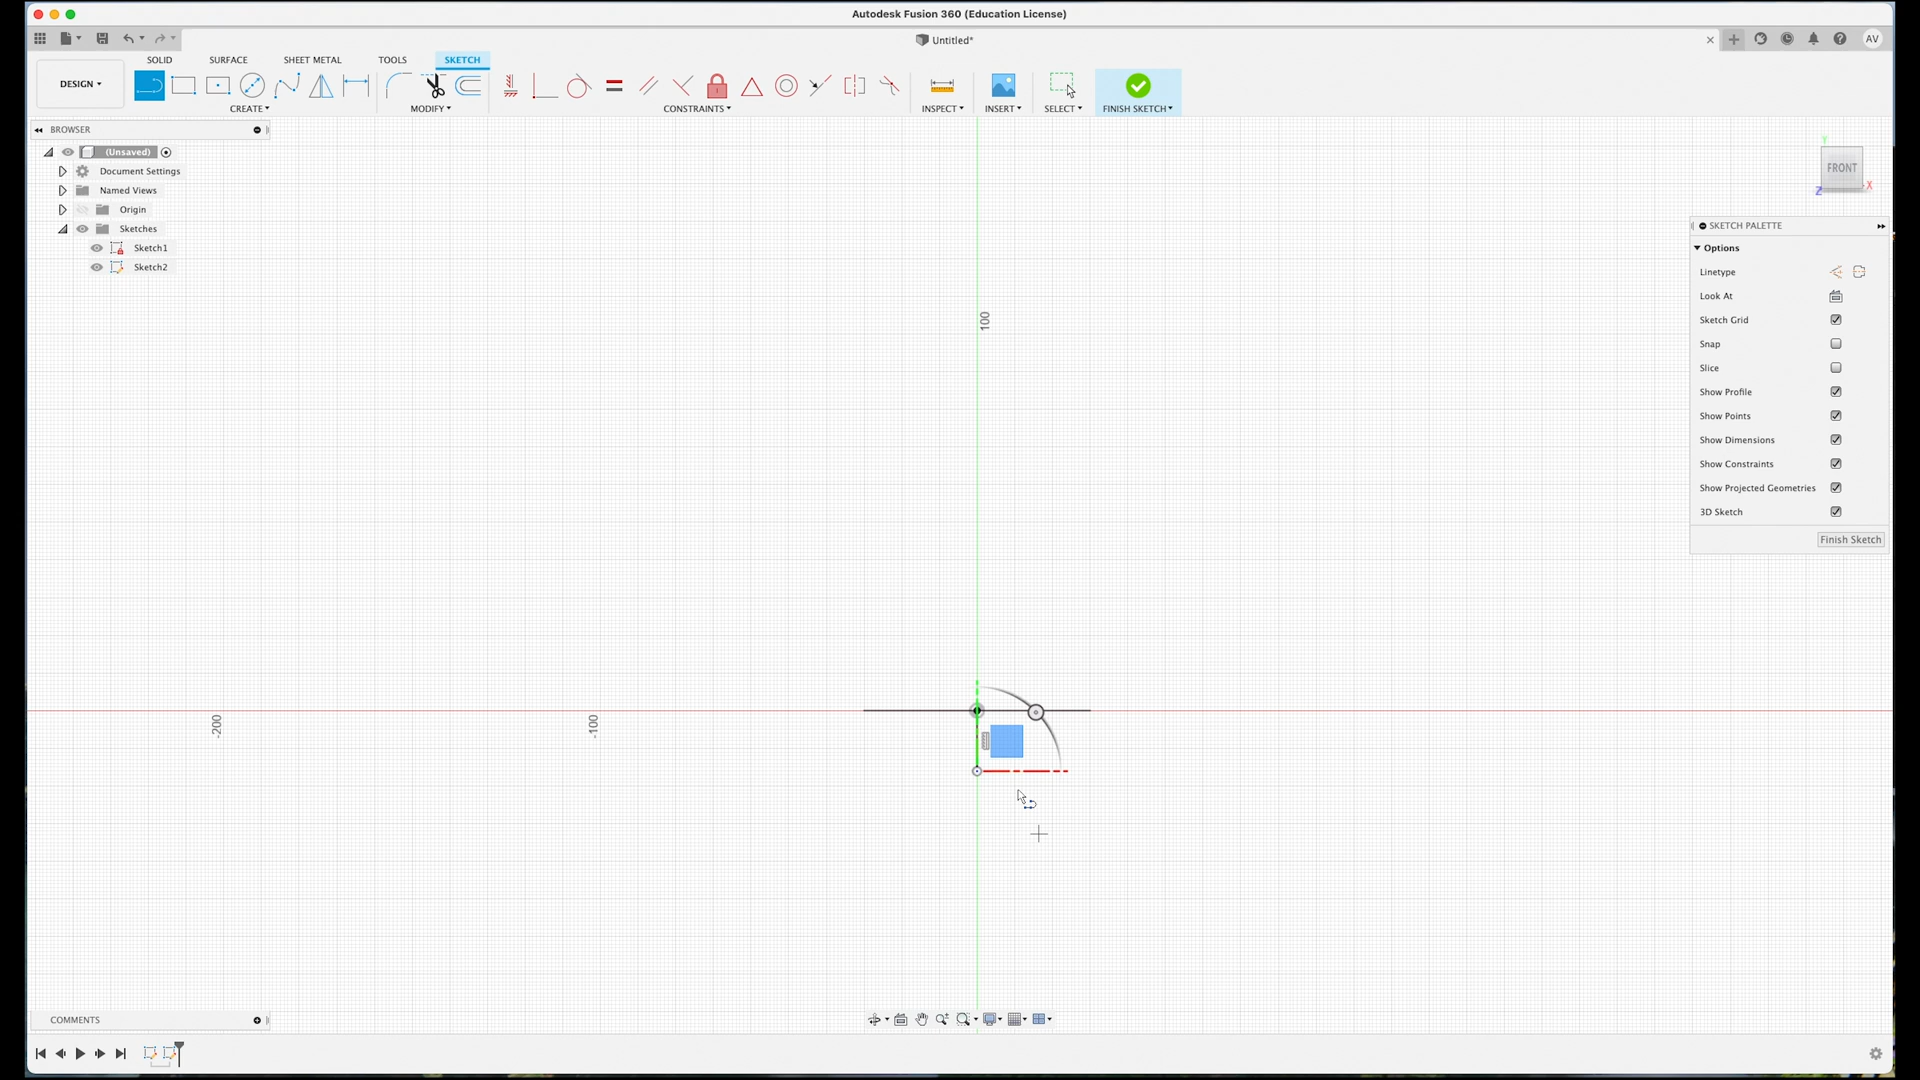 Autodesk Fusion 360 (Education License)
Untitled*
AV
DESIGN
SOLID SURFACE SHEET METAL TOOLS SKETCH
CREATE MODIFY CONSTRAINTS INSPECT INSERT SELECT FINISH SKETCH
BROWSER
(Unsaved)
Document Settings
Named Views
Origin
Sketches
Sketch1
Sketch2
Y
FRONT
Z X
SKETCH PALETTE
Options
Linetype
Look At
Sketch Grid
Snap
Slice
Show Profile
Show Points
Show Dimensions
Show Constraints
Show Projected Geometries
3D Sketch
Finish Sketch
100
-200
-100
COMMENTS